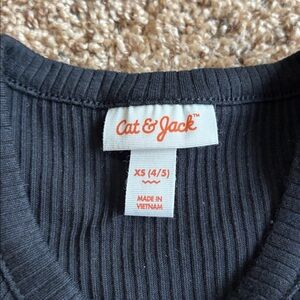 Cat & Jack™
XS (4/5)
MADE IN
VIETNAM